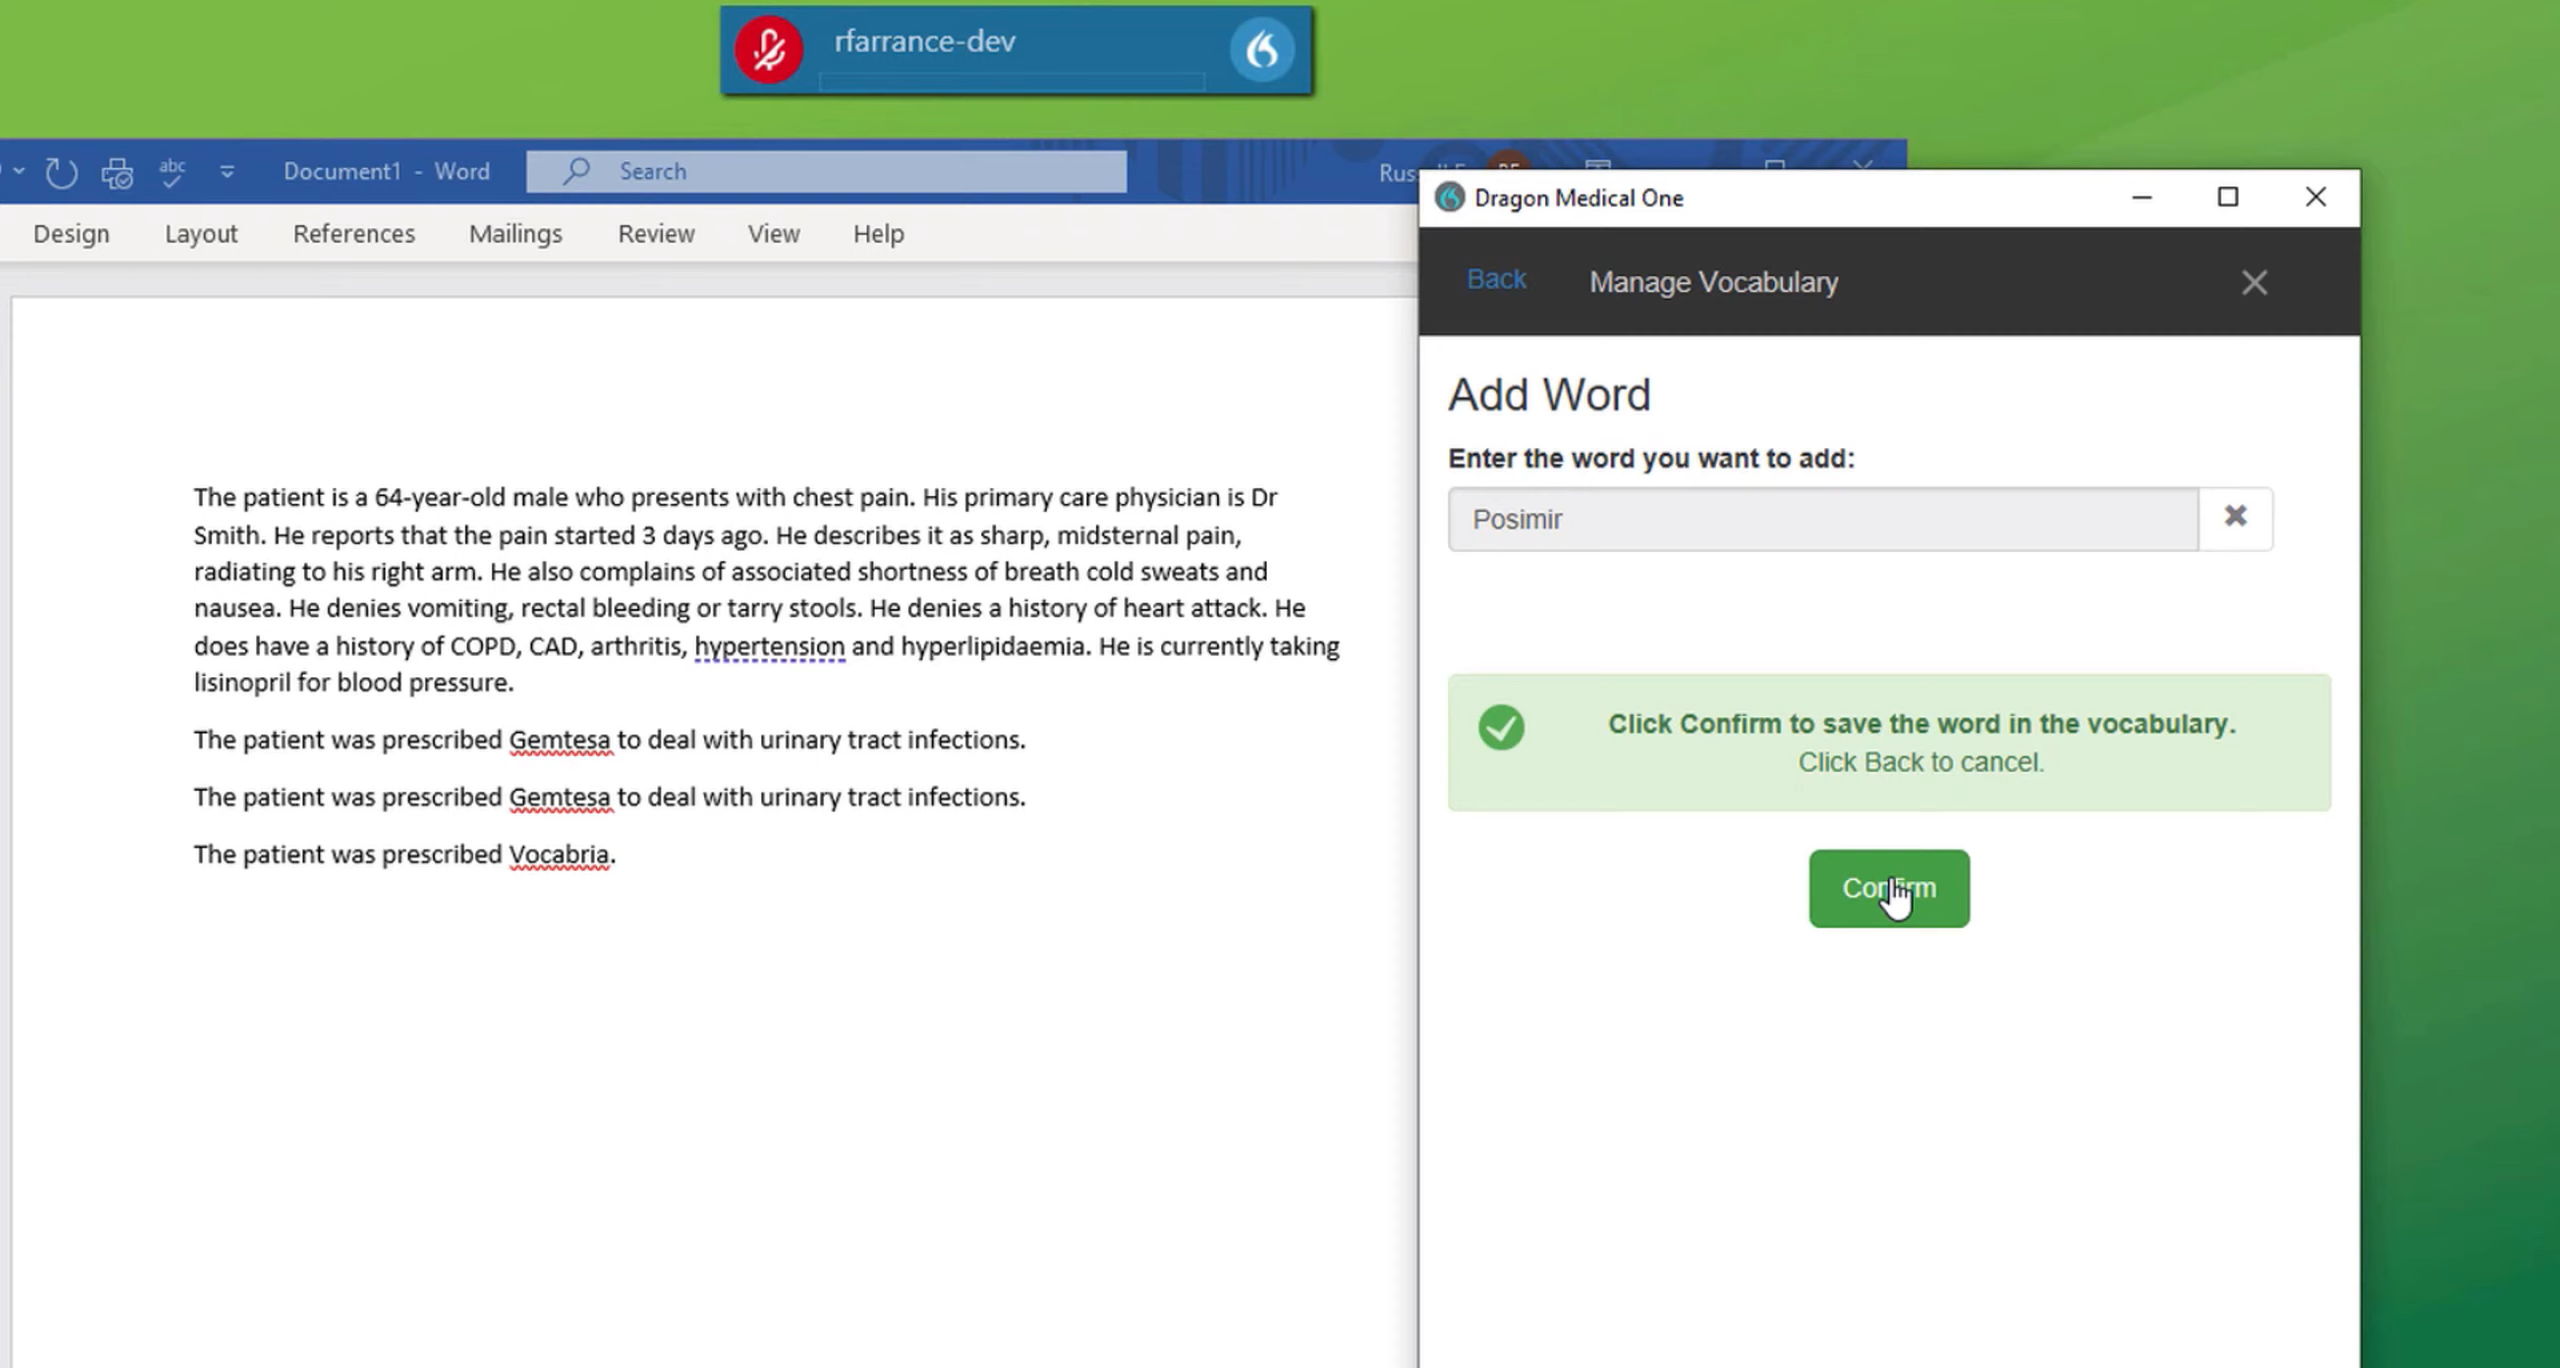 rfarrance-dev
abc
Document1 - Word
Search
Design
Layout
References
Mailings
Review
View
Help
The patient is a 64-year-old male who presents with chest pain. His primary care physician is Dr
Smith. He reports that the pain started 3 days ago. He describes it as sharp, midsternal pain,
radiating to his right arm. He also complains of associated shortness of breath cold sweats and
nausea. He denies vomiting, rectal bleeding or tarry stools. He denies a history of heart attack. He
does have a history of COPD, CAD, arthritis, hypertension and hyperlipidaemia. He is currently taking
lisinopril for blood pressure.
The patient was prescribed Gemtesa to deal with urinary tract infections.
The patient was prescribed Gemtesa to deal with urinary tract infections.
The patient was prescribed Vocabria.
Dragon Medical One
Back
Manage Vocabulary
Add Word
Enter the word you want to add:
Posimir
Click Confirm to save the word in the vocabulary.
Click Back to cancel.
Confirm